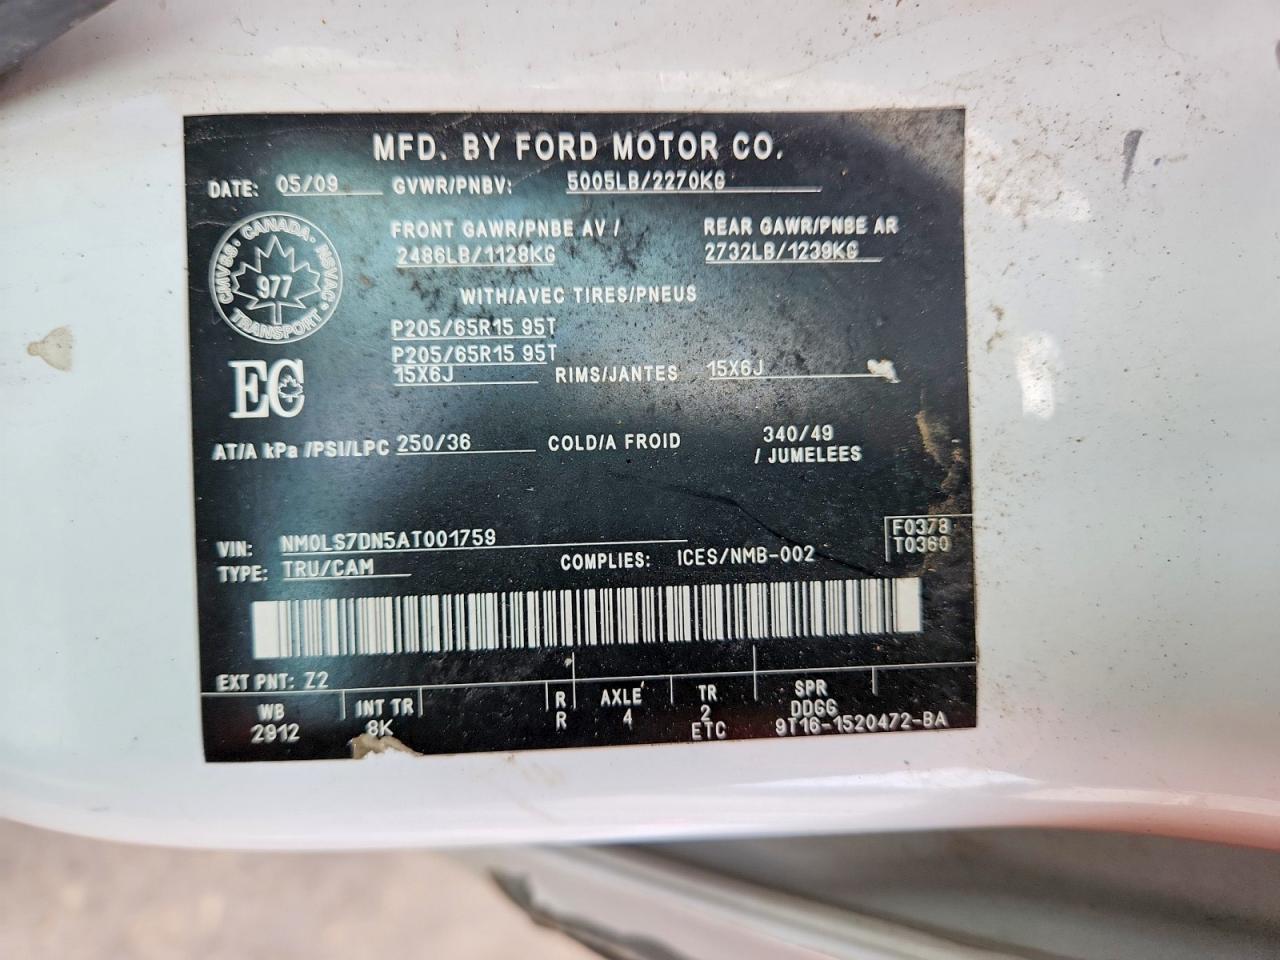 MFD. BY FORD MOTOR CO.
DATE: 05/09 GVWR/PNBV: 5005LB/2270KG
FRONT GAWR/PNBE AV / REAR GAWR/PNBE AR
2486LB/1128KG 2732LB/1239KG
CMVSS · CANADA · NSVAC · TRANSPORT
977
WITH/AVEC TIRES/PNEUS
P205/65R15 95T
P205/65R15 95T
15X6J RIMS/JANTES 15X6J
EC
AT/A kPa /PSI/LPC 250/36 COLD/A FROID 340/49
/ JUMELEES
VIN: NM0LS7DN5AT001759 F0378
T0360
TYPE: TRU/CAM COMPLIES: ICES/NMB-002
EXT PNT: Z2
WB INT TR R AXLE TR SPR
2912 8K R 4 2 DDGG
ETC 9T16-1520472-BA